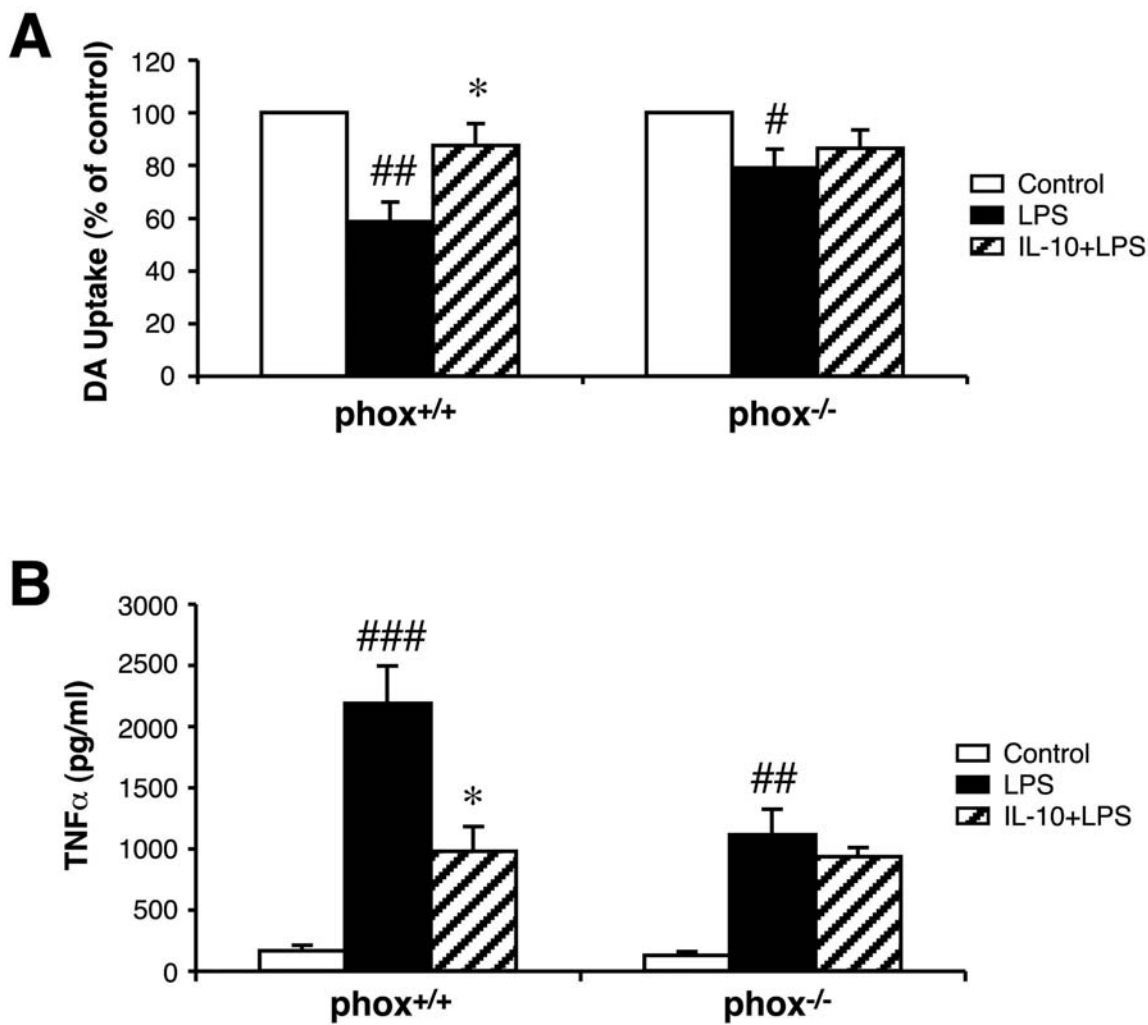 A
DA Uptake (% of control)
120
100
80
60
40
20
0
##
*
#
phox+/+
phox-/-
Control
LPS
IL-10+LPS
B
TNFα (pg/ml)
3000
2500
2000
1500
1000
500
0
###
*
##
phox+/+
phox-/-
Control
LPS
IL-10+LPS